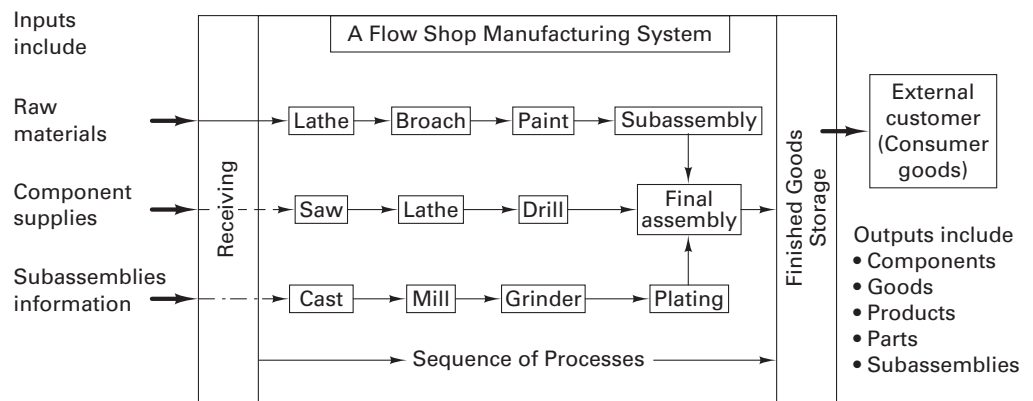 Inputs
include
A Flow Shop Manufacturing System
Raw
materials
Receiving
Lathe
Broach
Paint
Subassembly
Component
supplies
Saw
Lathe
Drill
Final
assembly
Subassemblies
information
Cast
Mill
Grinder
Plating
Sequence of Processes
Finished Goods
Storage
External
customer
(Consumer
goods)
Outputs include
• Components
• Goods
• Products
• Parts
• Subassemblies